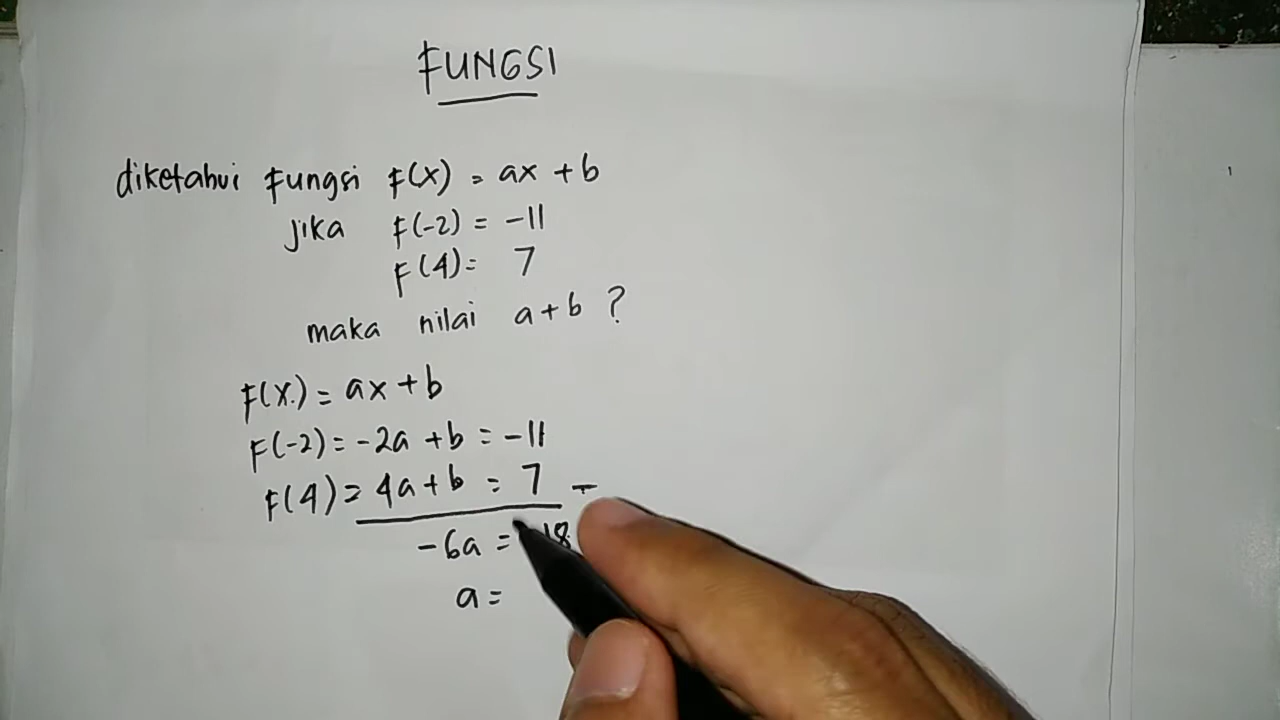 FUNGSI
diketahui fungsi F(x) = ax + b
jika F(-2) = -11
F(4) = 7
maka nilai a + b ?
F(x) = ax + b
F(-2) = -2a + b = -11
F(4) = 4a + b = 7 -
-6a = 18
a =